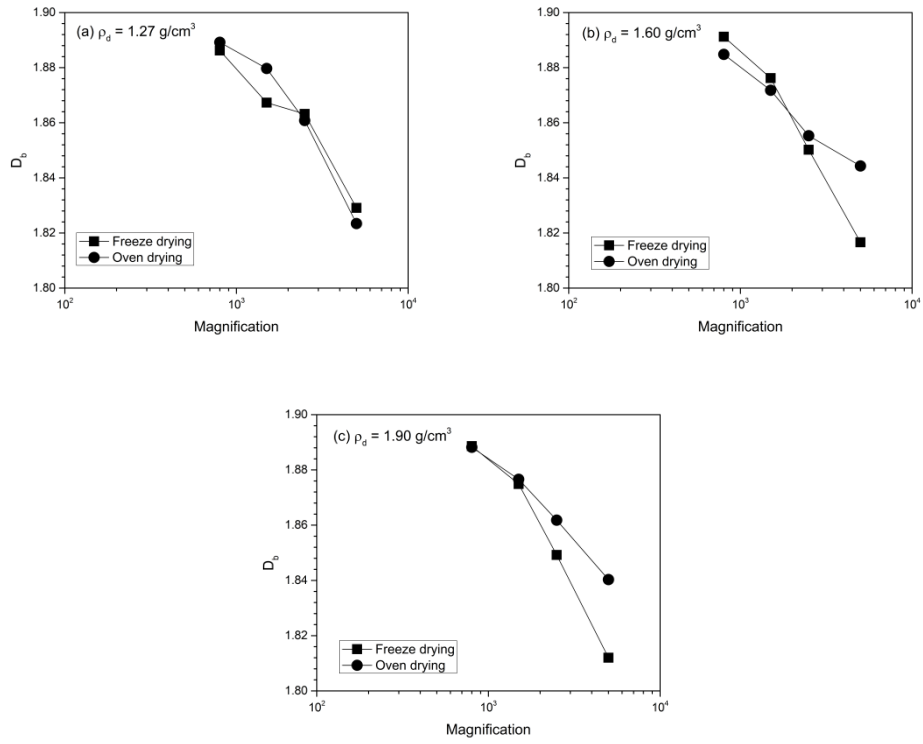 (a) ρd = 1.27 g/cm³
1.90
1.88
1.86
1.84
1.82
1.80
Db
Freeze drying
Oven drying
10² 10³ 10⁴
Magnification
(b) ρd = 1.60 g/cm³
1.90
1.88
1.86
1.84
1.82
1.80
Db
Freeze drying
Oven drying
10² 10³ 10⁴
Magnification
(c) ρd = 1.90 g/cm³
1.90
1.88
1.86
1.84
1.82
1.80
Db
Freeze drying
Oven drying
10² 10³ 10⁴
Magnification